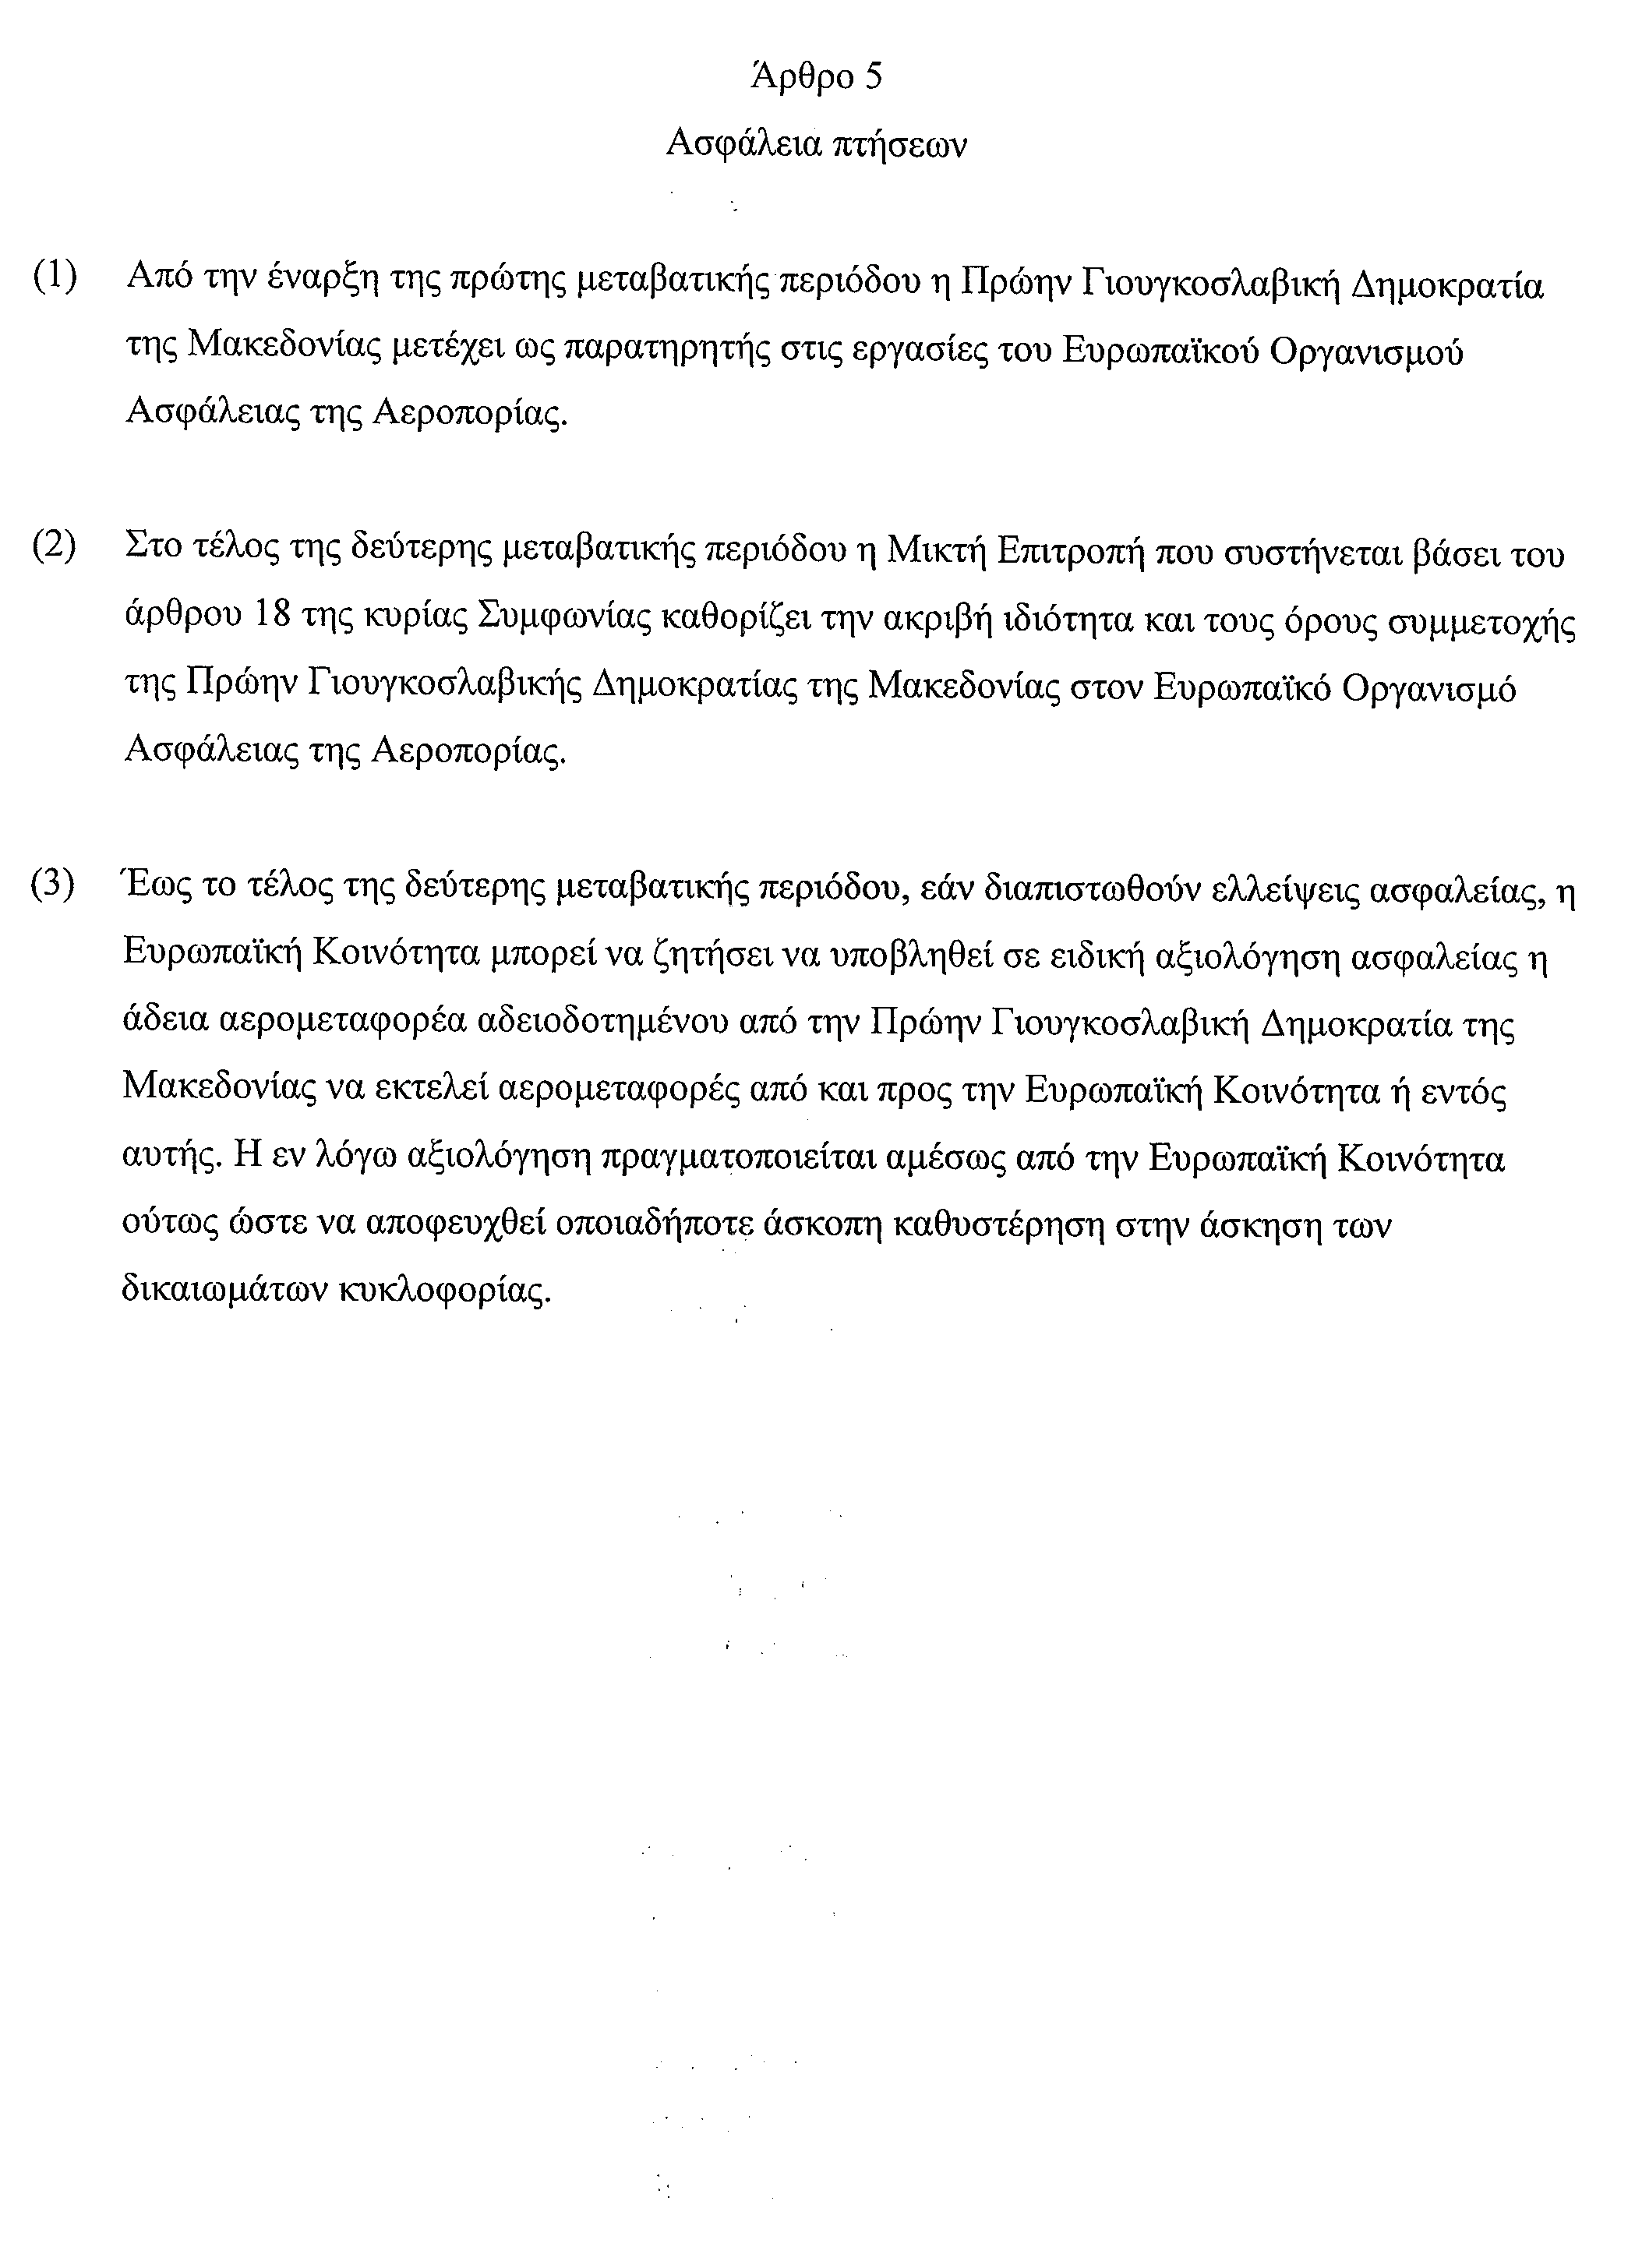 Άρθρο 5
Ασφάλεια πτήσεων
(1) Από την έναρξη της πρώτης μεταβατικής περιόδου η Πρώην Γιουγκοσλαβική Δημοκρατία
της Μακεδονίας μετέχει ως παρατηρητής στις εργασίες του Ευρωπαϊκού Οργανισμού
Ασφάλειας της Αεροπορίας.
(2) Στο τέλος της δεύτερης μεταβατικής περιόδου η Μικτή Επιτροπή που συστήνεται βάσει του
άρθρου 18 της κυρίας Συμφωνίας καθορίζει την ακριβή ιδιότητα και τους όρους συμμετοχής
της Πρώην Γιουγκοσλαβικής Δημοκρατίας της Μακεδονίας στον Ευρωπαϊκό Οργανισμό
Ασφάλειας της Αεροπορίας.
(3) Έως το τέλος της δεύτερης μεταβατικής περιόδου, εάν διαπιστωθούν ελλείψεις ασφαλείας, η
Ευρωπαϊκή Κοινότητα μπορεί να ζητήσει να υποβληθεί σε ειδική αξιολόγηση ασφαλείας η
άδεια αερομεταφορέα αδειοδοτημένου από την Πρώην Γιουγκοσλαβική Δημοκρατία της
Μακεδονίας να εκτελεί αερομεταφορές από και προς την Ευρωπαϊκή Κοινότητα ή εντός
αυτής. Η εν λόγω αξιολόγηση πραγματοποιείται αμέσως από την Ευρωπαϊκή Κοινότητα
ούτως ώστε να αποφευχθεί οποιαδήποτε άσκοπη καθυστέρηση στην άσκηση των
δικαιωμάτων κυκλοφορίας.